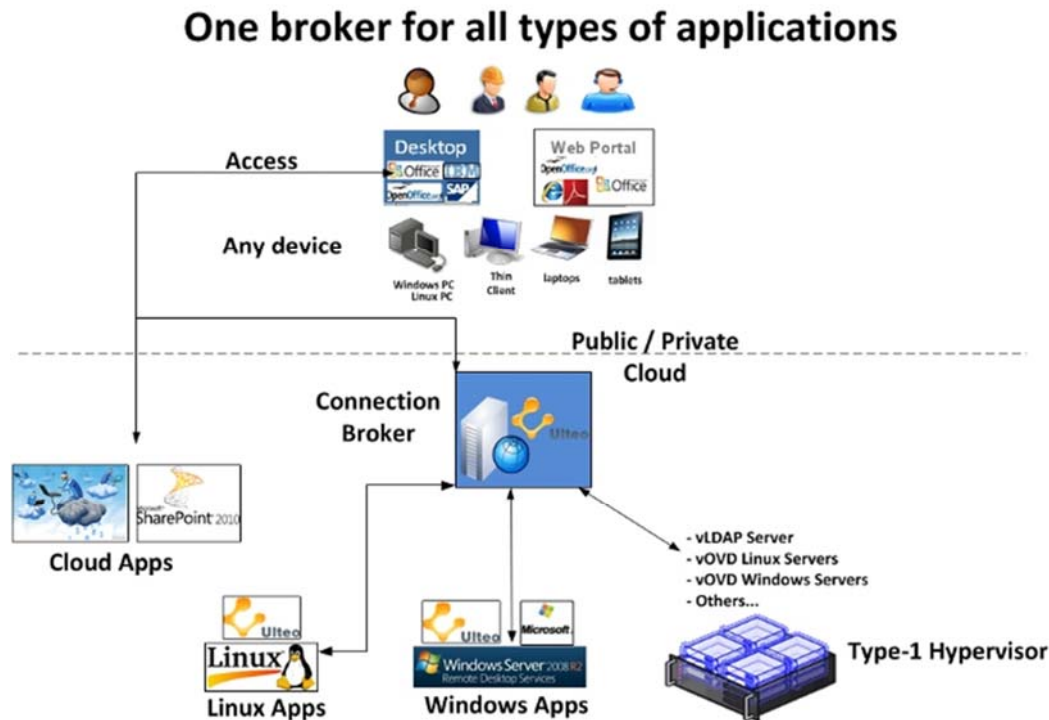 One broker for all types of applications
Access
Desktop
Office IBM
OpenOffice.org SAP
Web Portal
OpenOffice.org
Office
Any device
Windows PC
Linux PC
Thin
Client
laptops
tablets
Public / Private
Cloud
Connection
Broker
Ulteo
Microsoft
SharePoint 2010
Cloud Apps
- vLDAP Server
- vOVD Linux Servers
- vOVD Windows Servers
- Others...
Type-1 Hypervisor
Ulteo
Linux
Linux Apps
Ulteo
Microsoft
Windows Server 2008 R2
Remote Desktop Services
Windows Apps